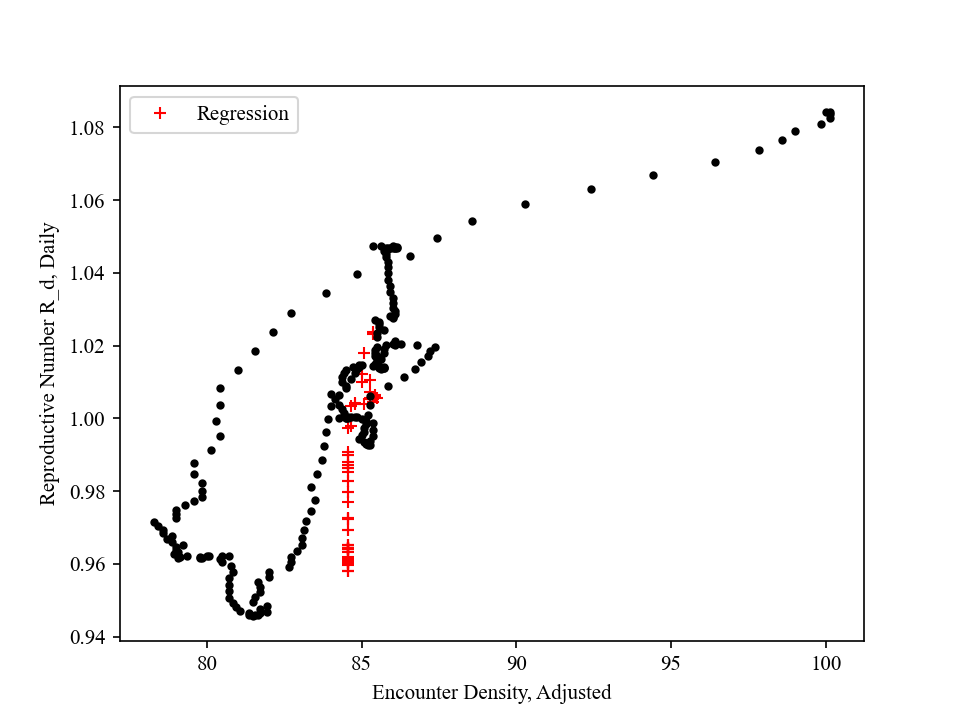 Regression
1.08
1.06
1.04
1.02
1.00
0.98
0.96
0.94
Reproductive Number R_d, Daily
80 85 90 95 100
Encounter Density, Adjusted